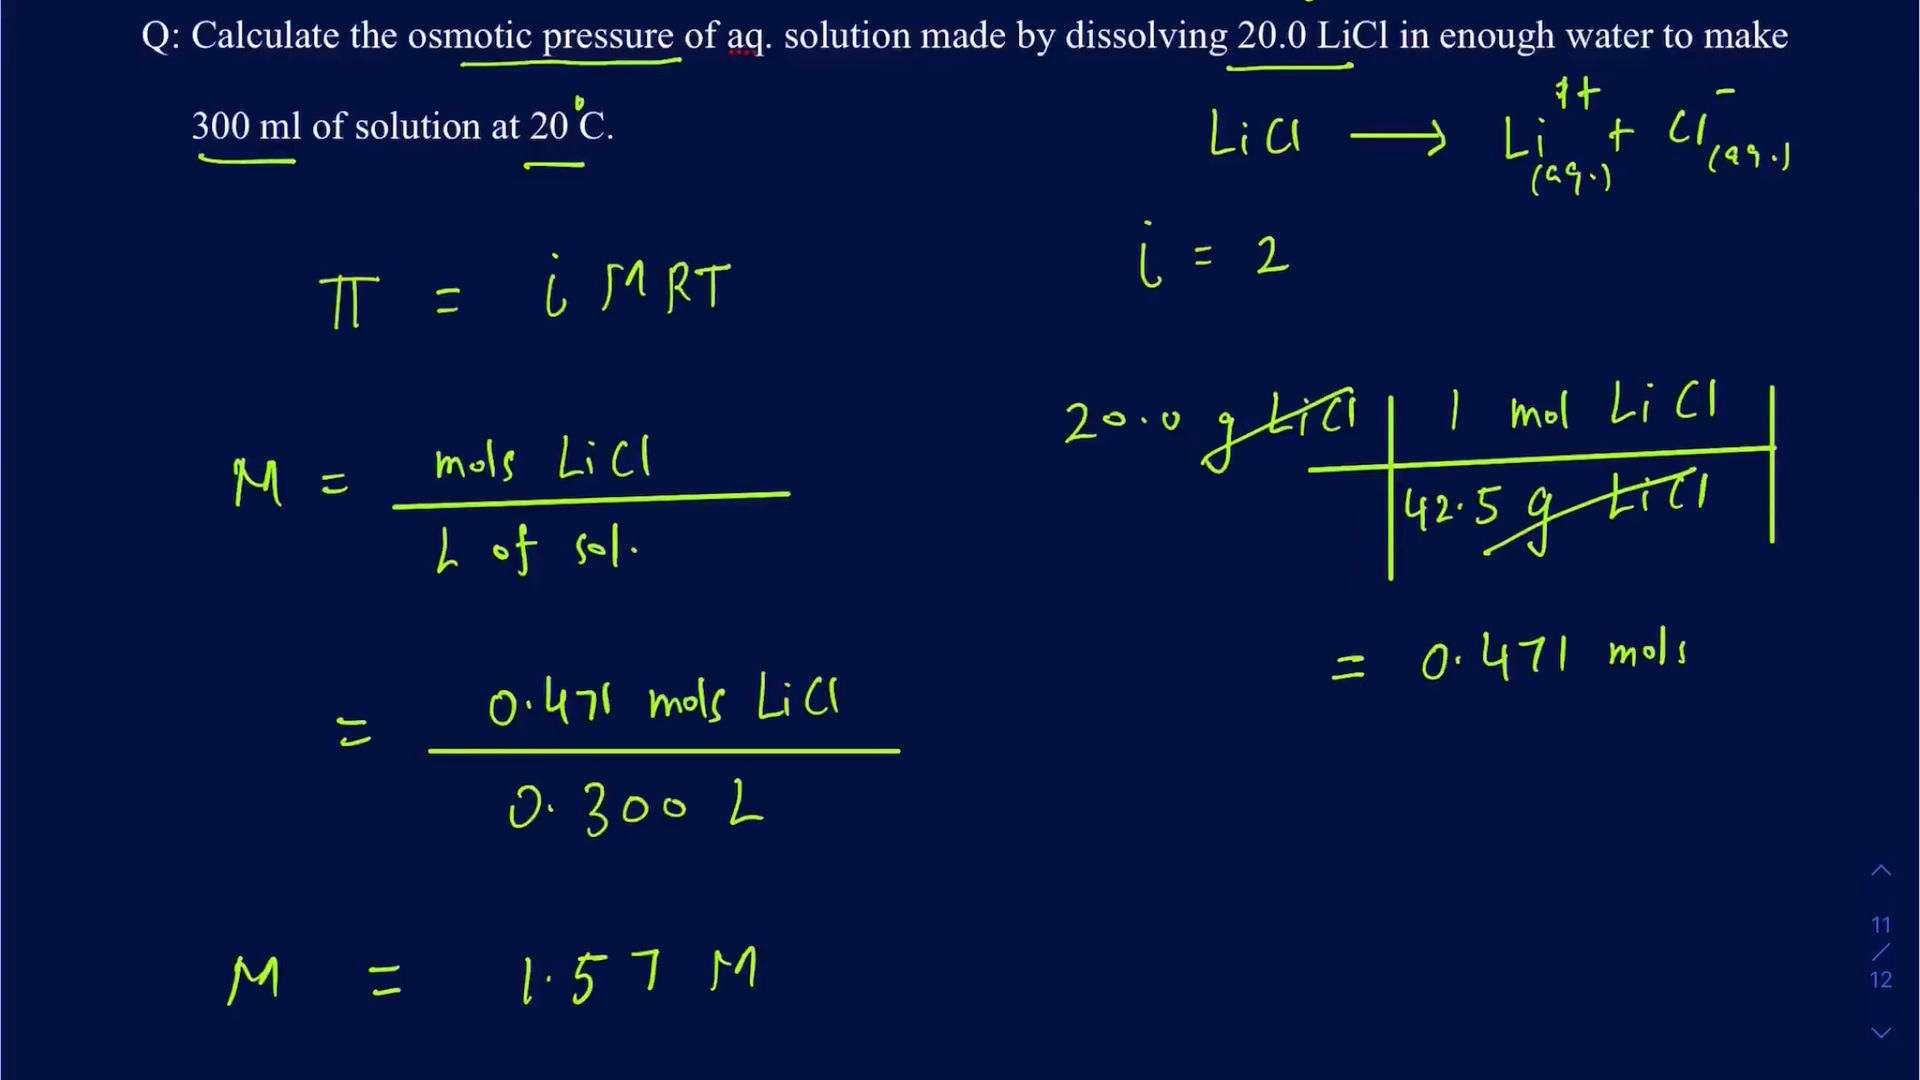 Q: Calculate the osmotic pressure of aq. solution made by dissolving 20.0 LiCl in enough water to make
300 ml of solution at 20°C.
LiCl → Li¹⁺(aq.) + Cl⁻(aq.)
i = 2
π = i MRT
20.0 g LiCl | 1 mol LiCl
42.5 g LiCl
= 0.471 mols
M = mols LiCl
L of sol.
= 0.471 mols LiCl
0.300 L
M = 1.57 M
11
/
12